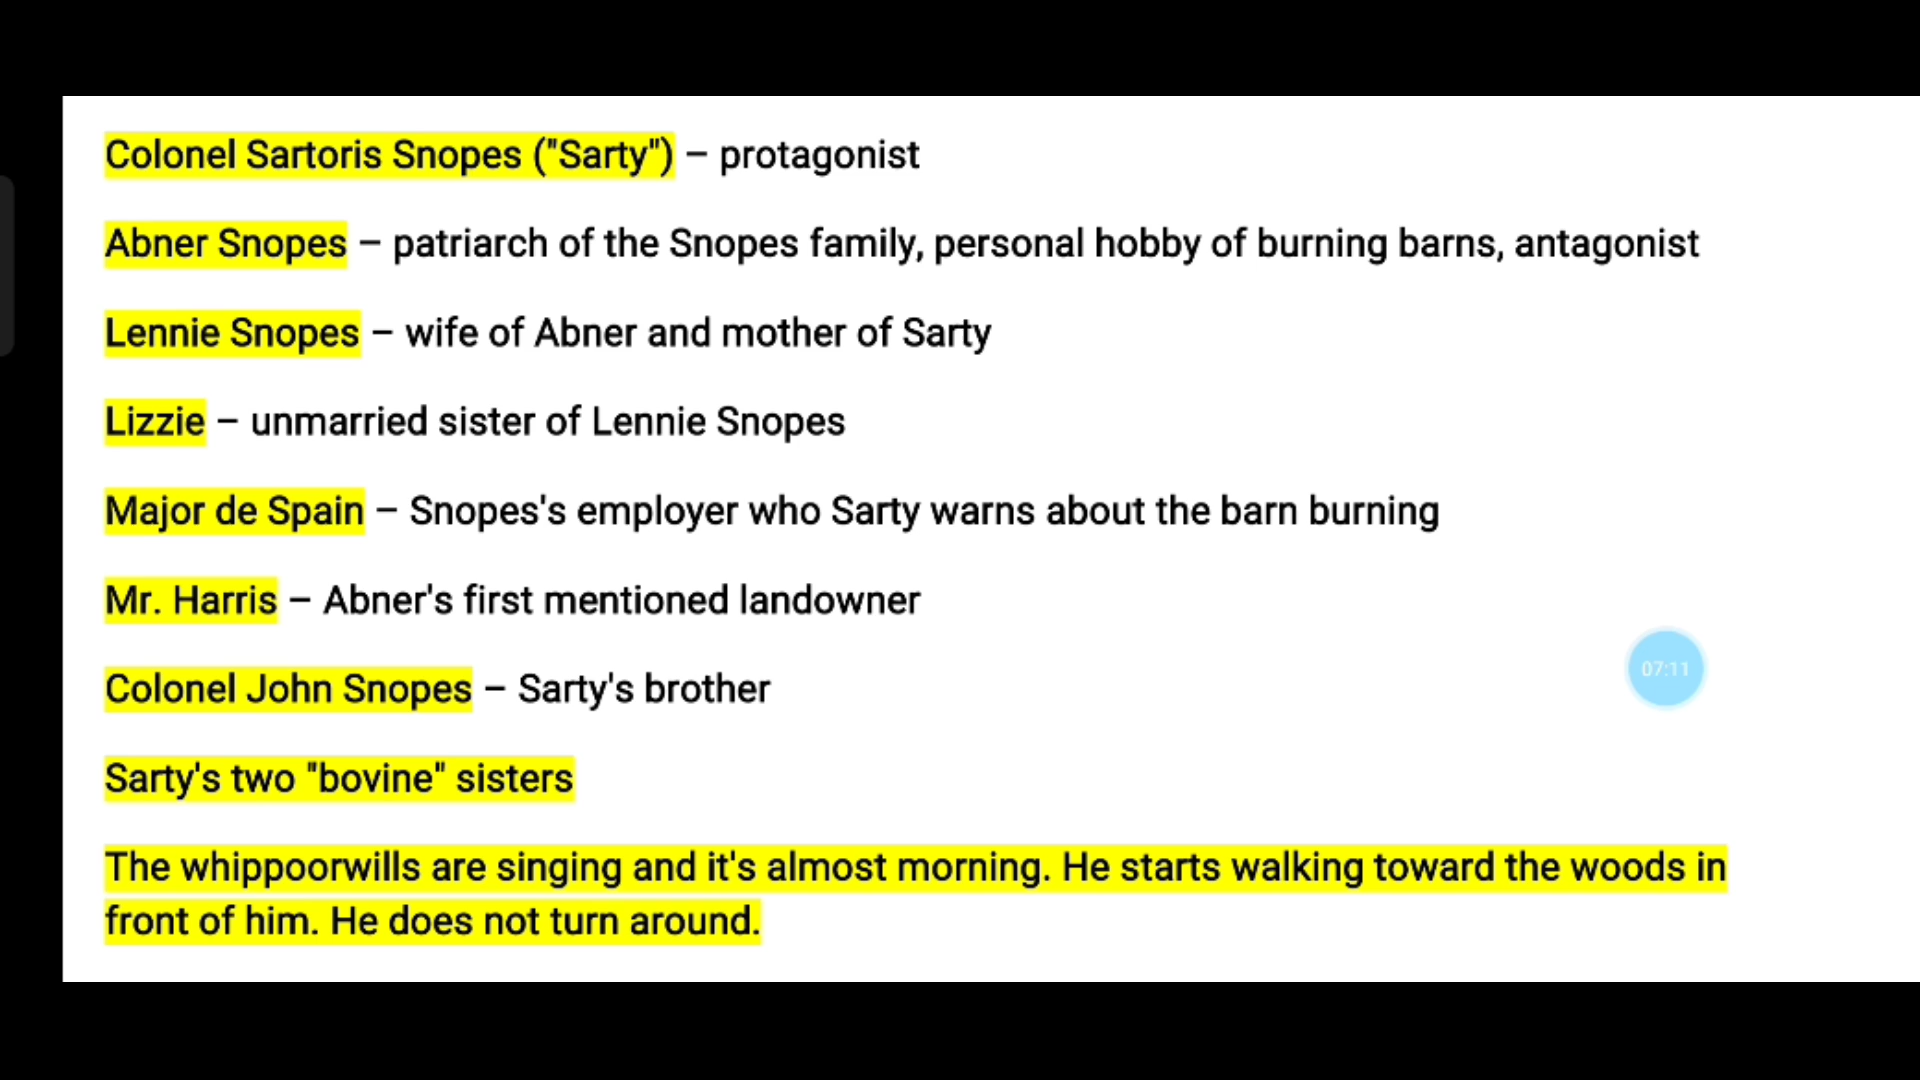 Colonel Sartoris Snopes ("Sarty") – protagonist
Abner Snopes – patriarch of the Snopes family, personal hobby of burning barns, antagonist
Lennie Snopes – wife of Abner and mother of Sarty
Lizzie – unmarried sister of Lennie Snopes
Major de Spain – Snopes's employer who Sarty warns about the barn burning
Mr. Harris – Abner's first mentioned landowner
07:11
Colonel John Snopes – Sarty's brother
Sarty's two "bovine" sisters
The whippoorwills are singing and it's almost morning. He starts walking toward the woods in
front of him. He does not turn around.